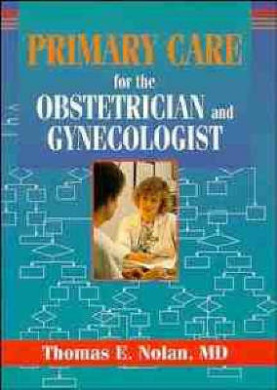 PRIMARY CARE
for the
OBSTETRICIAN and
GYNECOLOGIST
Thomas E. Nolan, MD